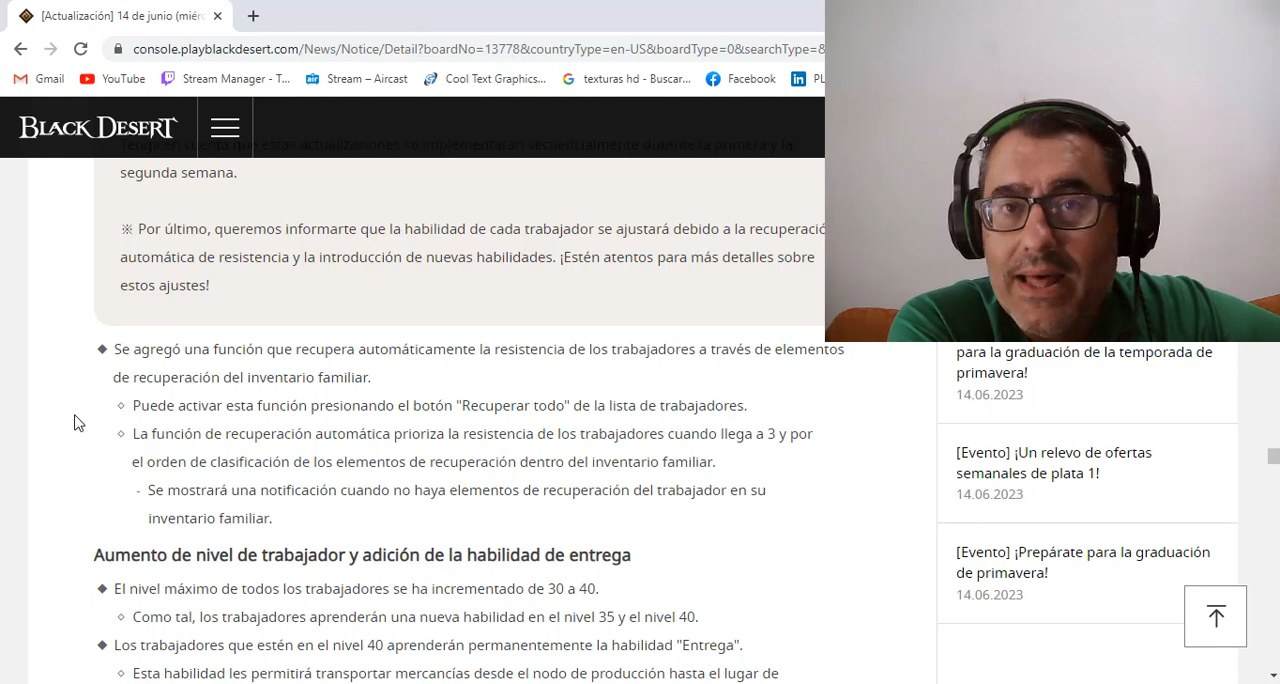 [Actualización] 14 de junio (miérc
console.playblackdesert.com/News/Notice/Detail?boardNo=13778&countryType=en-US&boardType=0&searchType=8
Gmail YouTube Stream Manager - T... Stream – Aircast Cool Text Graphics... texturas hd - Buscar... Facebook PL
BLACK DESERT
Tenga en cuenta que estas actualizaciones se implementarán secuencialmente durante la primera y la
segunda semana.
※ Por último, queremos informarte que la habilidad de cada trabajador se ajustará debido a la recuperació
automática de resistencia y la introducción de nuevas habilidades. ¡Estén atentos para más detalles sobre
estos ajustes!
Se agregó una función que recupera automáticamente la resistencia de los trabajadores a través de elementos
de recuperación del inventario familiar.
Puede activar esta función presionando el botón "Recuperar todo" de la lista de trabajadores.
La función de recuperación automática prioriza la resistencia de los trabajadores cuando llega a 3 y por
el orden de clasificación de los elementos de recuperación dentro del inventario familiar.
- Se mostrará una notificación cuando no haya elementos de recuperación del trabajador en su
inventario familiar.
Aumento de nivel de trabajador y adición de la habilidad de entrega
El nivel máximo de todos los trabajadores se ha incrementado de 30 a 40.
Como tal, los trabajadores aprenderán una nueva habilidad en el nivel 35 y el nivel 40.
Los trabajadores que estén en el nivel 40 aprenderán permanentemente la habilidad "Entrega".
Esta habilidad les permitirá transportar mercancías desde el nodo de producción hasta el lugar de
para la graduación de la temporada de
primavera!
14.06.2023
[Evento] ¡Un relevo de ofertas
semanales de plata 1!
14.06.2023
[Evento] ¡Prepárate para la graduación
de primavera!
14.06.2023